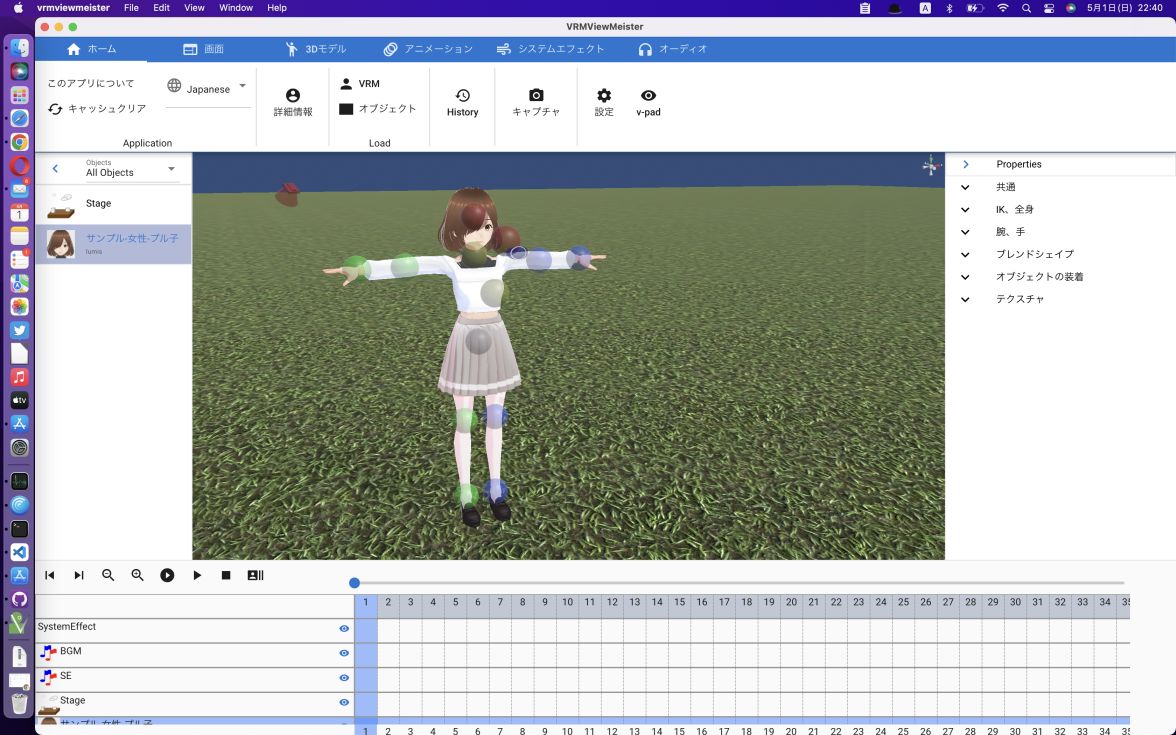 vrmviewmeister File Edit View Window Help
A 5月1日(日) 22:40
VRMViewMeister
ホーム 画面 3Dモデル アニメーション システムエフェクト オーディオ
このアプリについて
Japanese
キャッシュクリア
Application
詳細情報
VRM
オブジェクト
Load
History
キャプチャ
設定
v-pad
Objects
All Objects
Stage
サンプル-女性-プル子
lumis
Properties
共通
IK、全身
腕、手
ブレンドシェイプ
オブジェクトの装着
テクスチャ
1
tv
1 2 3 4 5 6 7 8 9 10 11 12 13 14 15 16 17 18 19 20 21 22 23 24 25 26 27 28 29 30 31 32 33 34 35
SystemEffect
BGM
SE
Stage
サンプル-女性-プル子
1 2 3 4 5 6 7 8 9 10 11 12 13 14 15 16 17 18 19 20 21 22 23 24 25 26 27 28 29 30 31 32 33 34 35